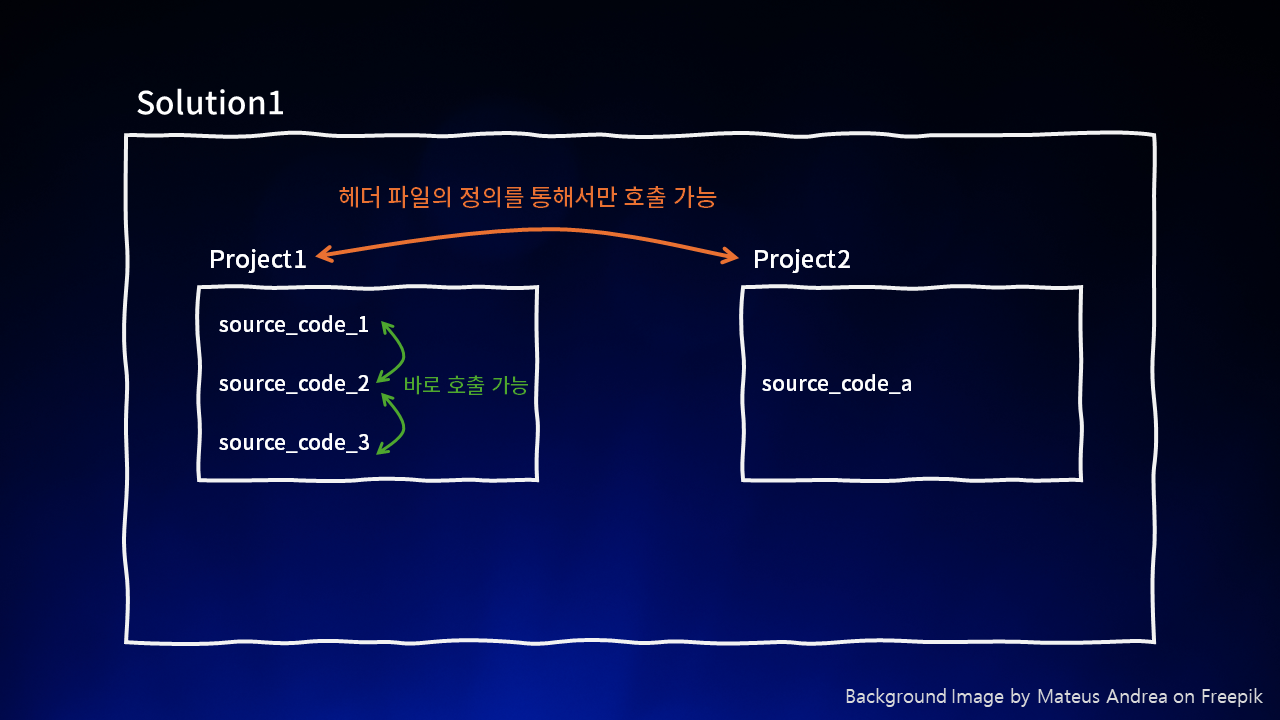 Solution1
헤더 파일의 정의를 통해서만 호출 가능
Project1
Project2
source_code_1
source_code_2
바로 호출 가능
source_code_3
source_code_a
Background Image by Mateus Andrea on Freepik